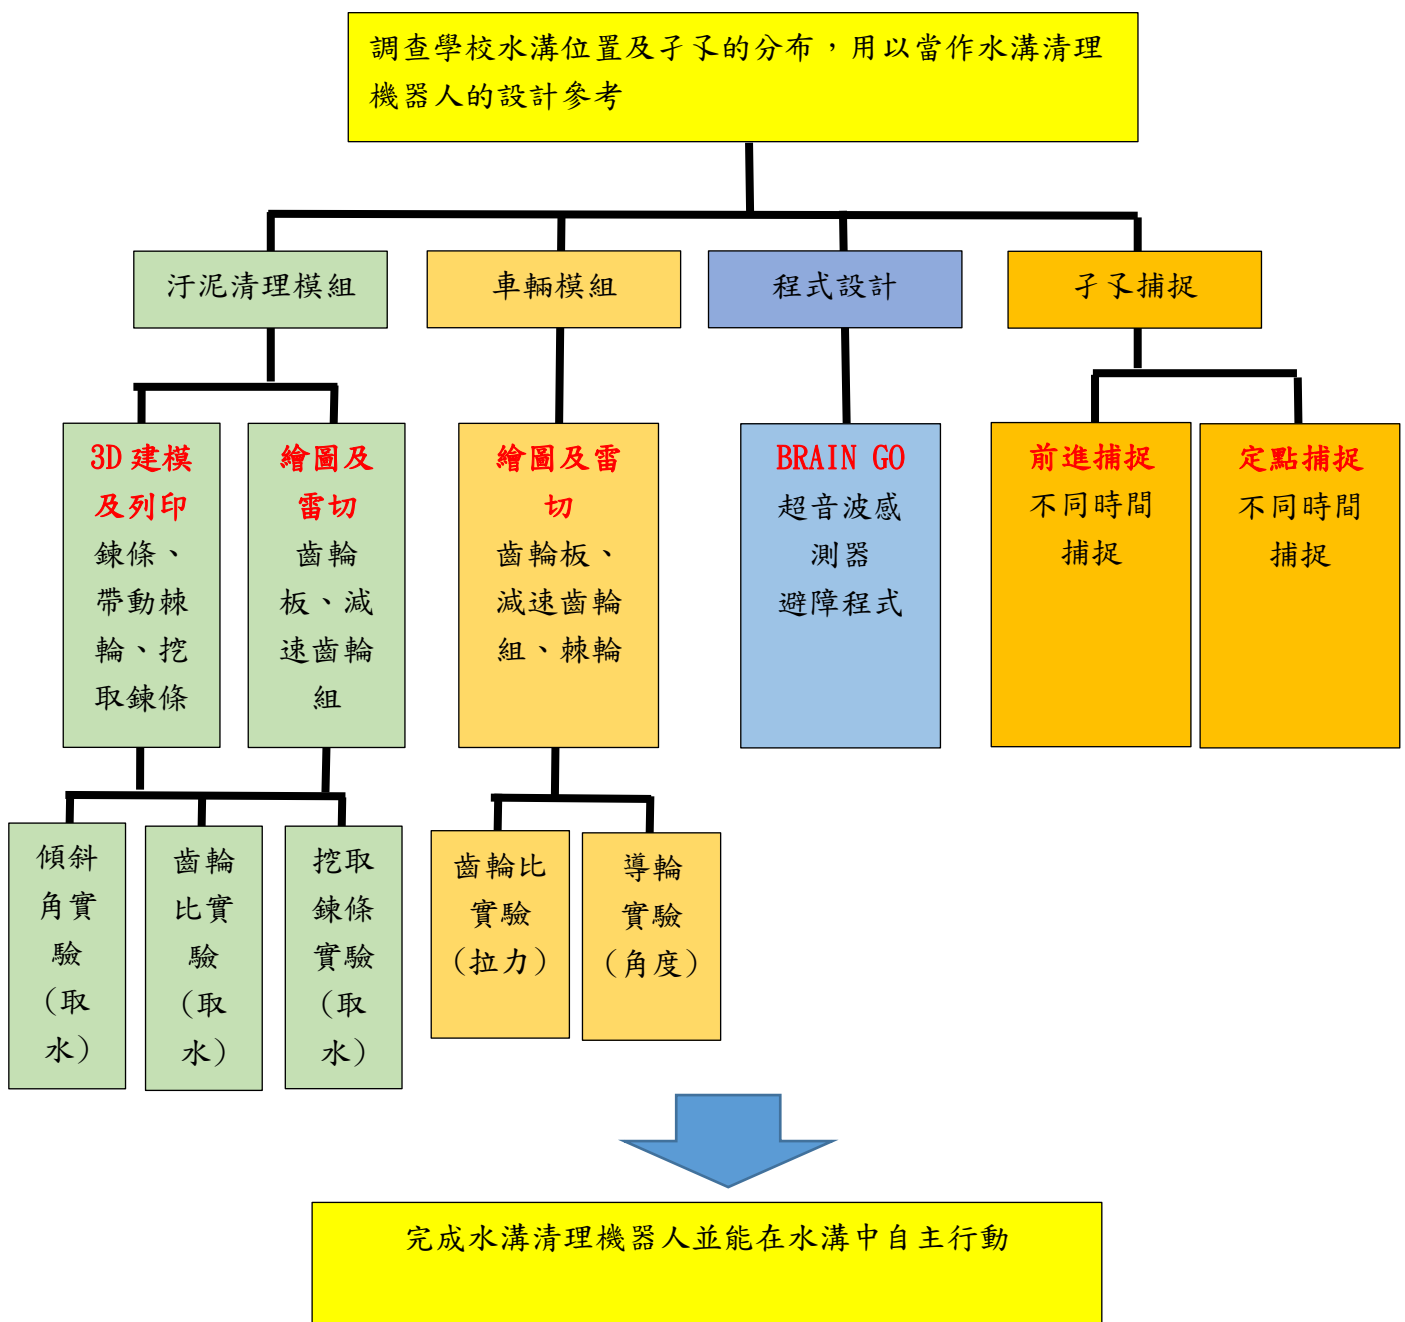 調查學校水溝位置及孑孓的分布，用以當作水溝清理
機器人的設計參考
汙泥清理模組
車輛模組
程式設計
孑孓捕捉
3D 建模
及列印
鍊條、
帶動棘
輪、挖
取鍊條
繪圖及
雷切
齒輪
板、減
速齒輪
組
繪圖及雷
切
齒輪板、
減速齒輪
組、棘輪
BRAIN GO
超音波感
測器
避障程式
前進捕捉
不同時間
捕捉
定點捕捉
不同時間
捕捉
傾斜
角實
驗
（取
水）
齒輪
比實
驗
（取
水）
挖取
鍊條
實驗
（取
水）
齒輪比
實驗
（拉力）
導輪
實驗
（角度）
完成水溝清理機器人並能在水溝中自主行動